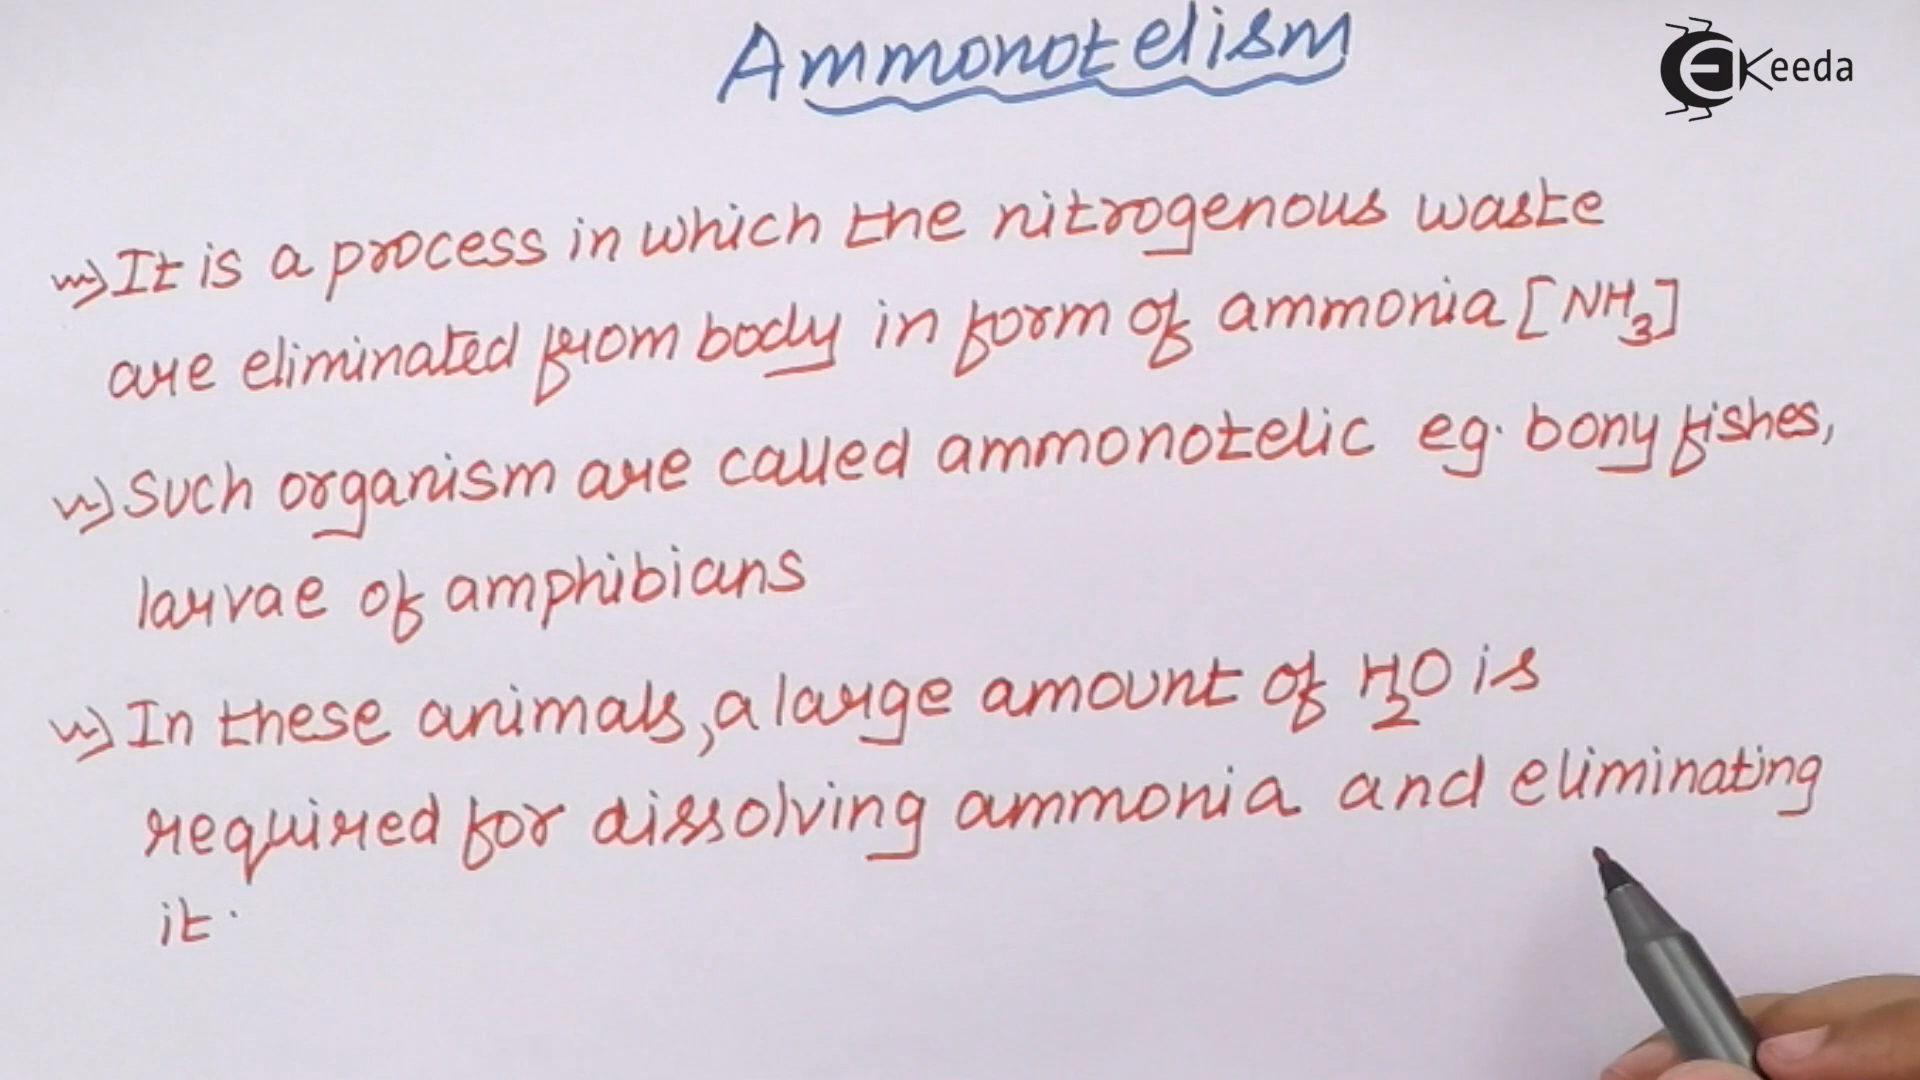 Ammonotelism
EKeeda
It is a process in which the nitrogenous waste
are eliminated from body in form of ammonia [NH₃]
Such organism are called ammonotelic eg. bony fishes,
larvae of amphibians
In these animals, a large amount of H₂O is
required for dissolving ammonia and eliminating
it.